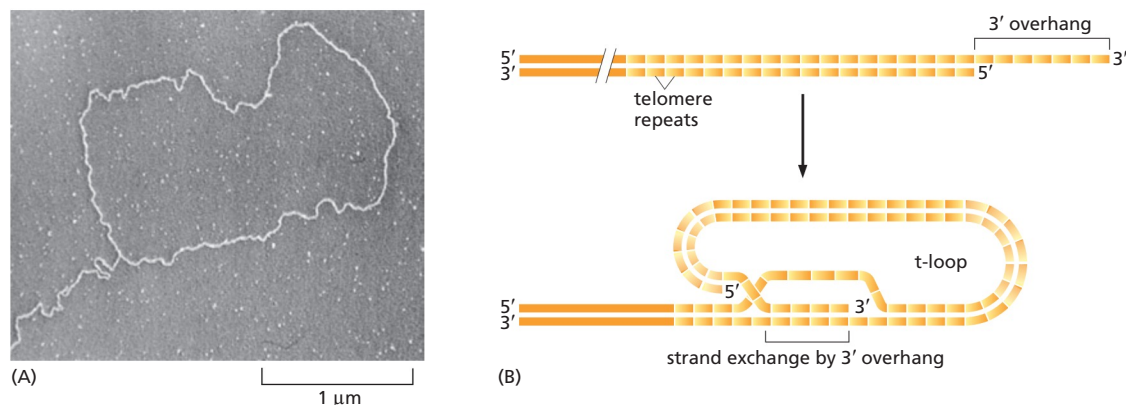 3′ overhang
5′
3′
3′
5′
telomere
repeats
t-loop
5′
5′
3′
3′
strand exchange by 3′ overhang
(A)
1 μm
(B)